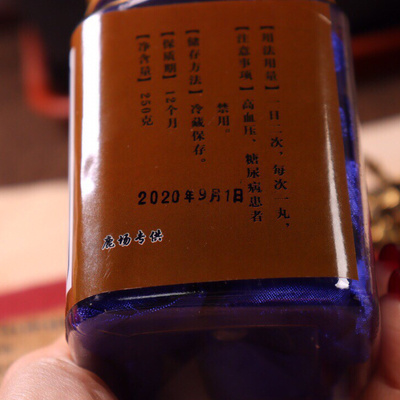 【用法用量】一日二次，每次一丸，
【注意事项】高血压、糖尿病患者
禁用。
【储存方法】冷藏保存。
【保质期】12个月
【净含量】250克
2020年9月1日
鹿场专供